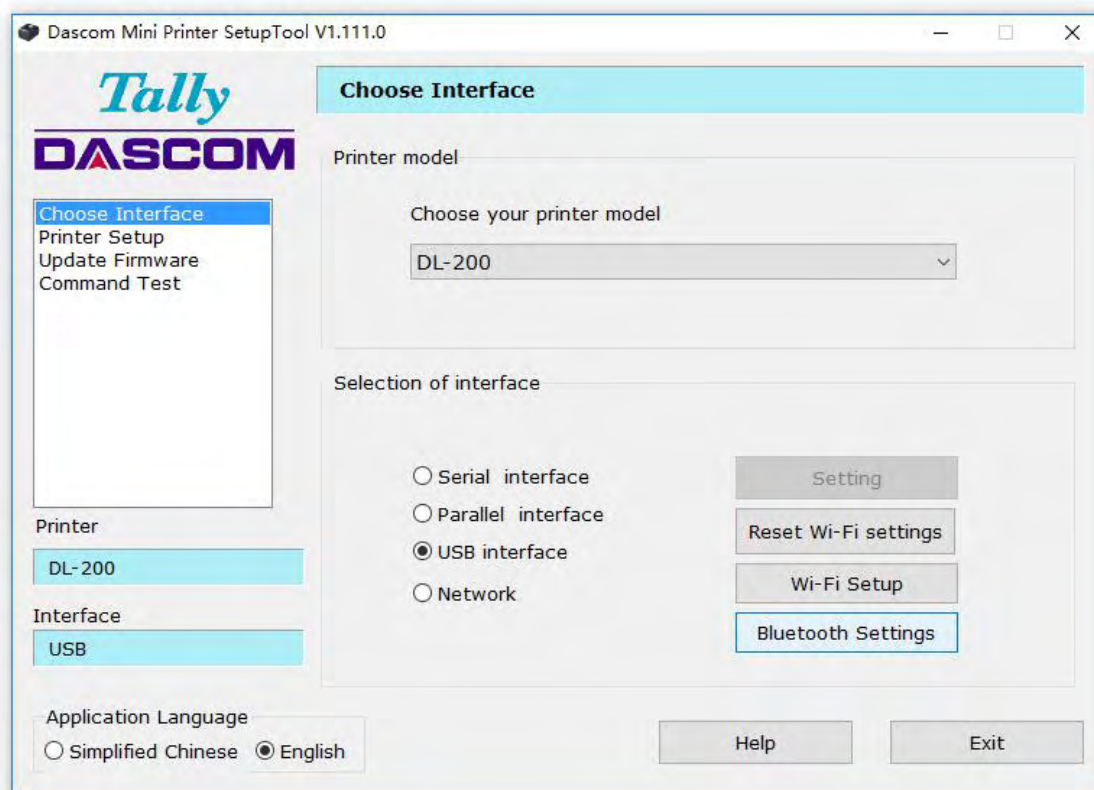 Dascom Mini Printer SetupTool V1.111.0
Tally
DASCOM
Choose Interface
Printer Setup
Update Firmware
Command Test
Printer
DL-200
Interface
USB
Application Language
Simplified Chinese
English
Choose Interface
Printer model
Choose your printer model
DL-200
Selection of interface
Serial interface
Parallel interface
USB interface
Network
Setting
Reset Wi-Fi settings
Wi-Fi Setup
Bluetooth Settings
Help
Exit